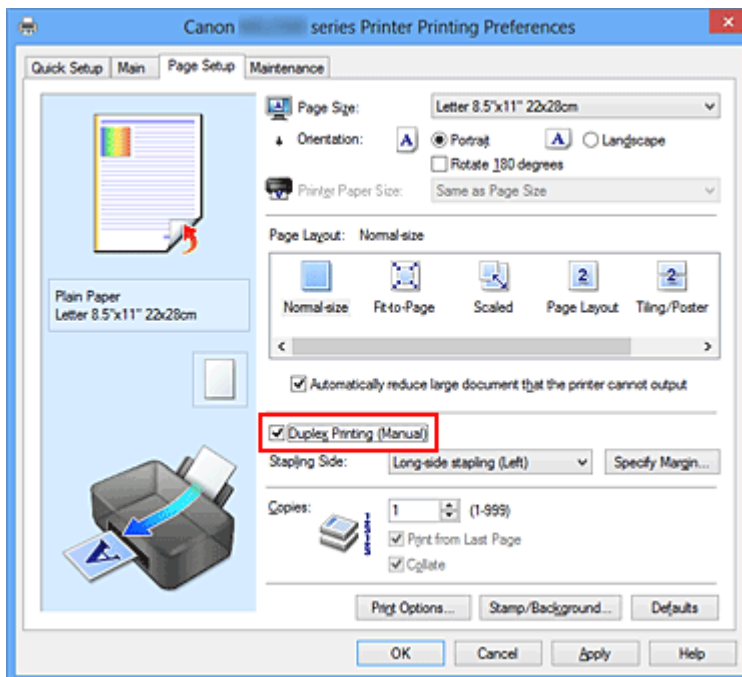 Canon series Printer Printing Preferences
Quick Setup Main Page Setup Maintenance
Page Size: Letter 8.5"x11" 22x28cm
Orientation: A Portrait A Landscape
Rotate 180 degrees
Printer Paper Size: Same as Page Size
Page Layout: Normal-size
2 2
Normal-size Fit-to-Page Scaled Page Layout Tiling/Poster
Plain Paper
Letter 8.5"x11" 22x28cm
Automatically reduce large document that the printer cannot output
Duplex Printing (Manual)
Stapling Side: Long-side stapling (Left) Specify Margin...
Copies: 1 (1-999)
Print from Last Page
Collate
A
Print Options... Stamp/Background... Defaults
OK Cancel Apply Help